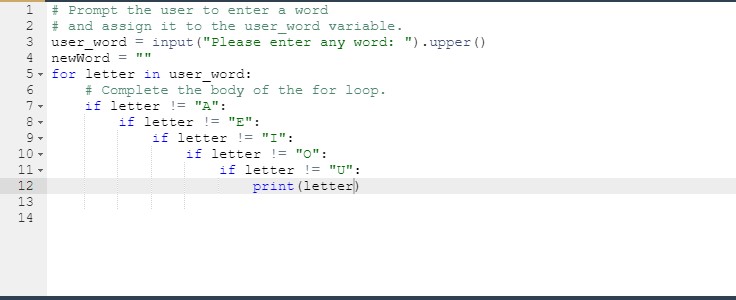 1 # Prompt the user to enter a word
2 # and assign it to the user_word variable.
3 user_word = input("Please enter any word: ").upper()
4 newWord = ""
5 for letter in user_word:
6     # Complete the body of the for loop.
7     if letter != "A":
8         if letter != "E":
9             if letter != "I":
10                 if letter != "O":
11                     if letter != "U":
12                         print(letter)
13
14